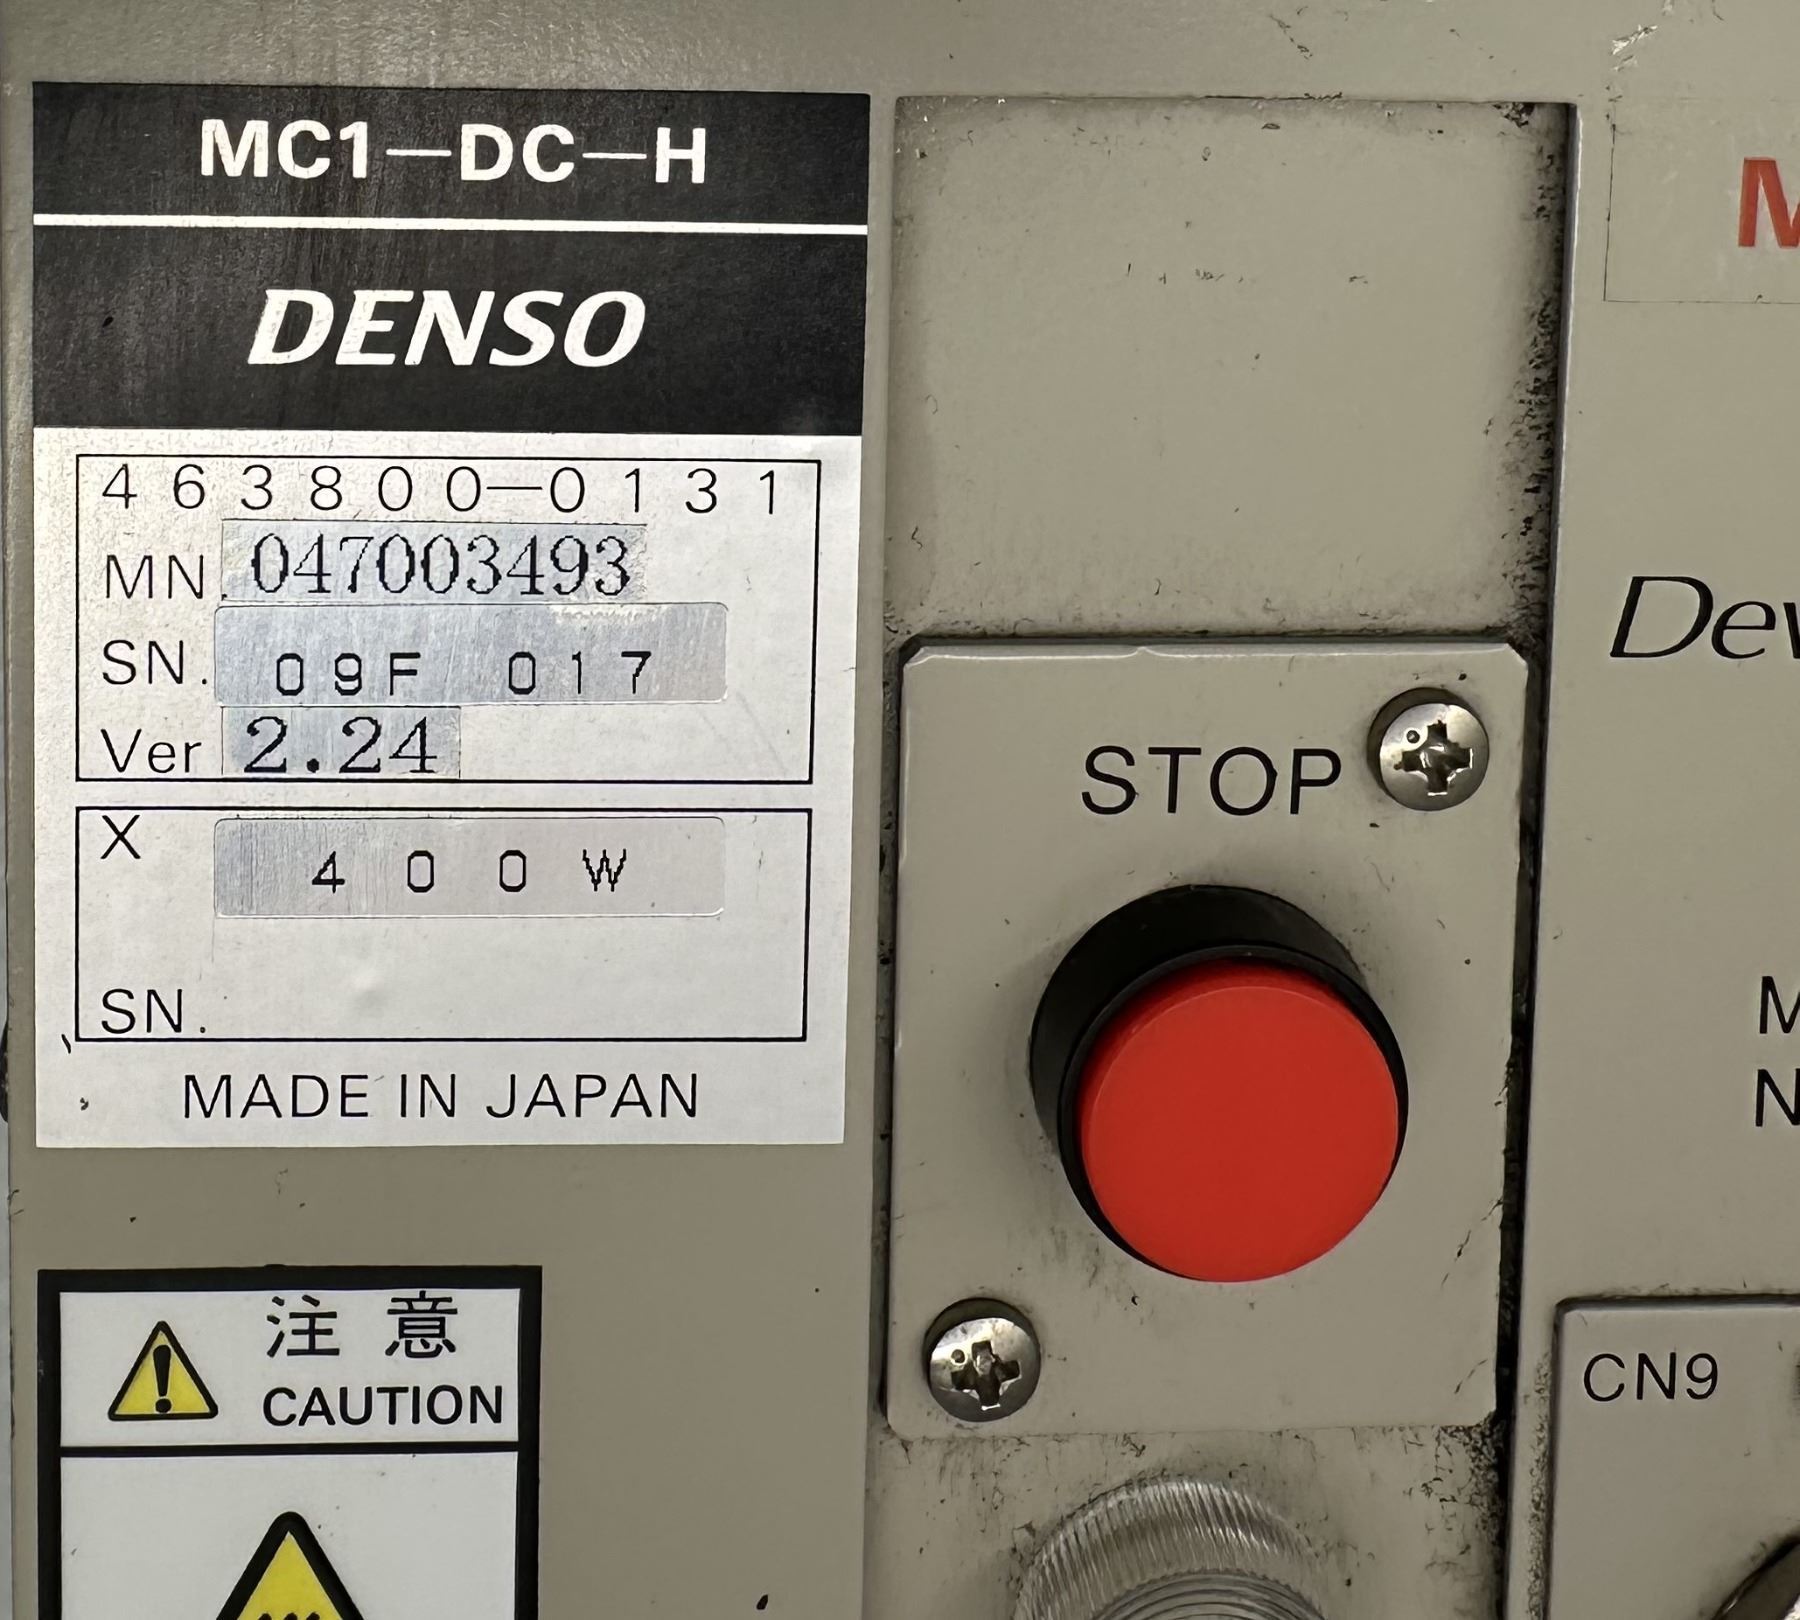 MC1-DC-H
DENSO
463800-0131
MN. 047003493
SN. 09F 017
Ver 2.24
X 400W
SN.
MADE IN JAPAN
注意
CAUTION
STOP
CN9